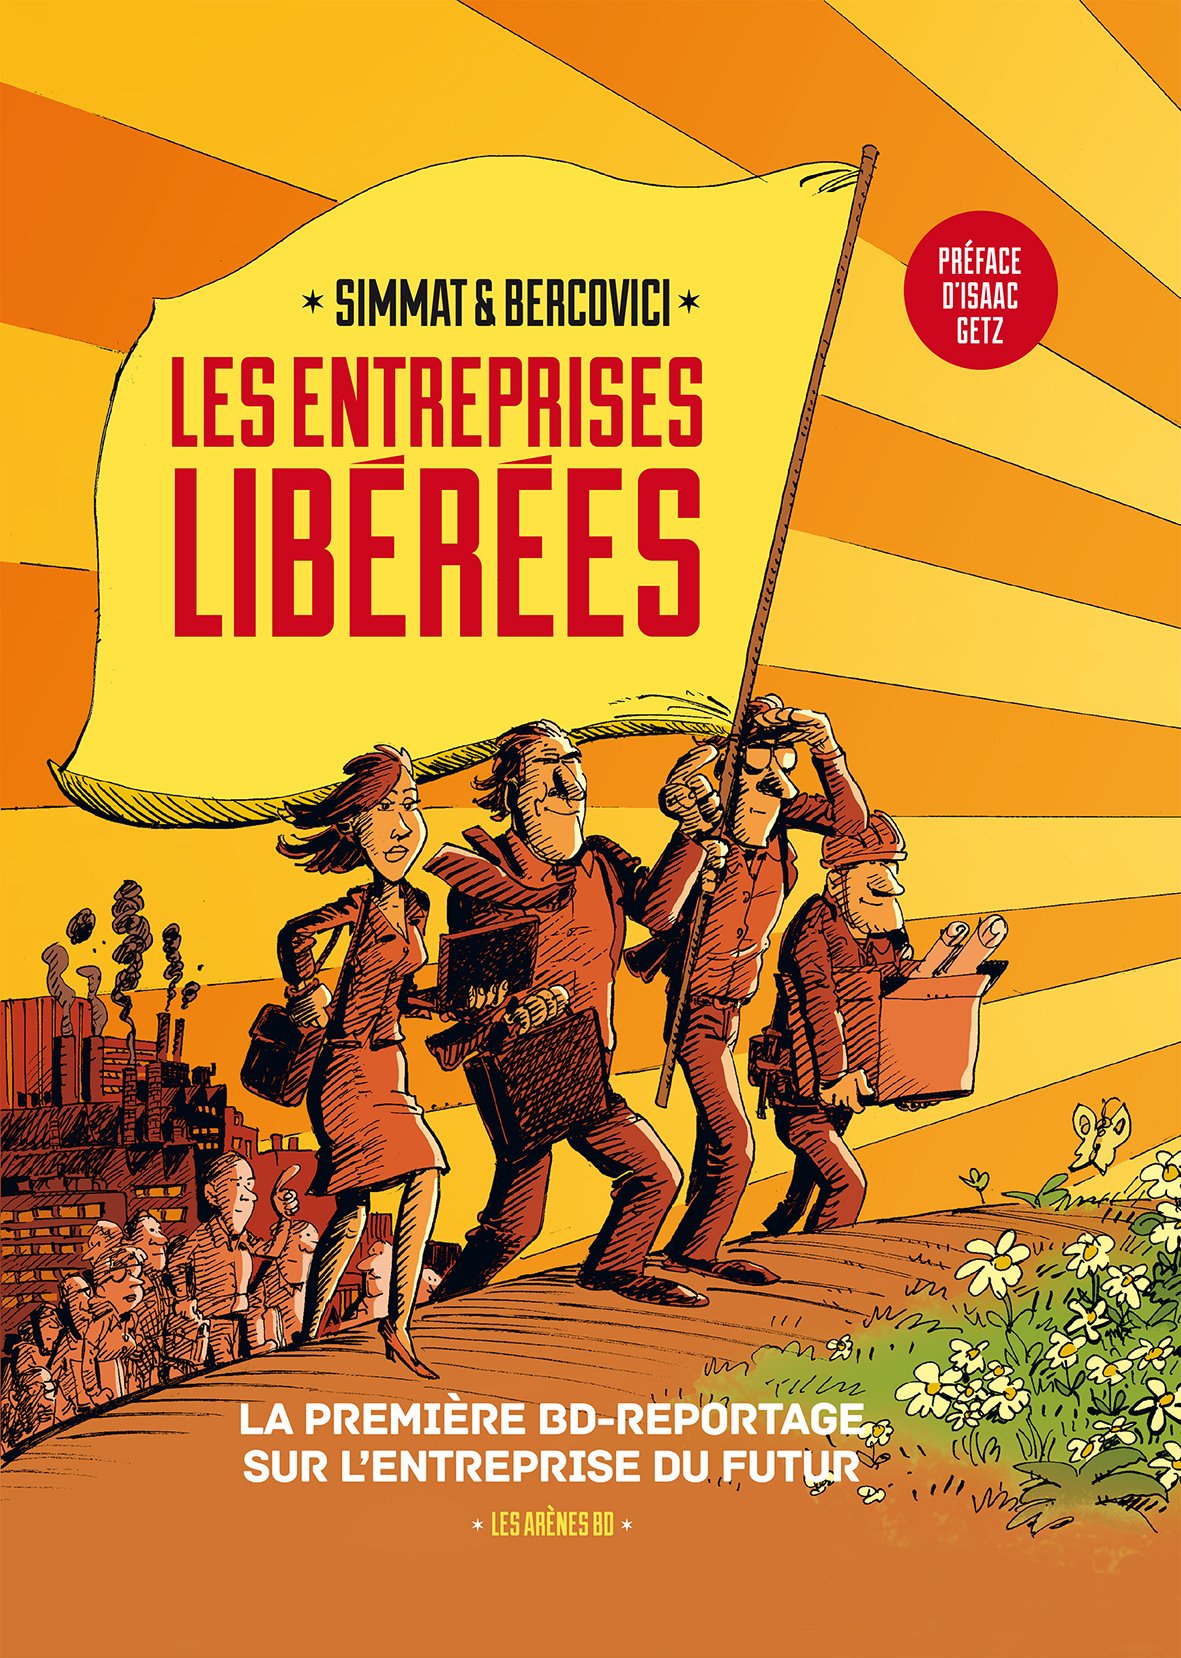 ✶ SIMMAT & BERCOVICI ✶
LES ENTREPRISES
LIBÉRÉES
PRÉFACE
D'ISAAC
GETZ
LA PREMIÈRE BD-REPORTAGE
SUR L'ENTREPRISE DU FUTUR
✶ LES ARÈNES BD ✶